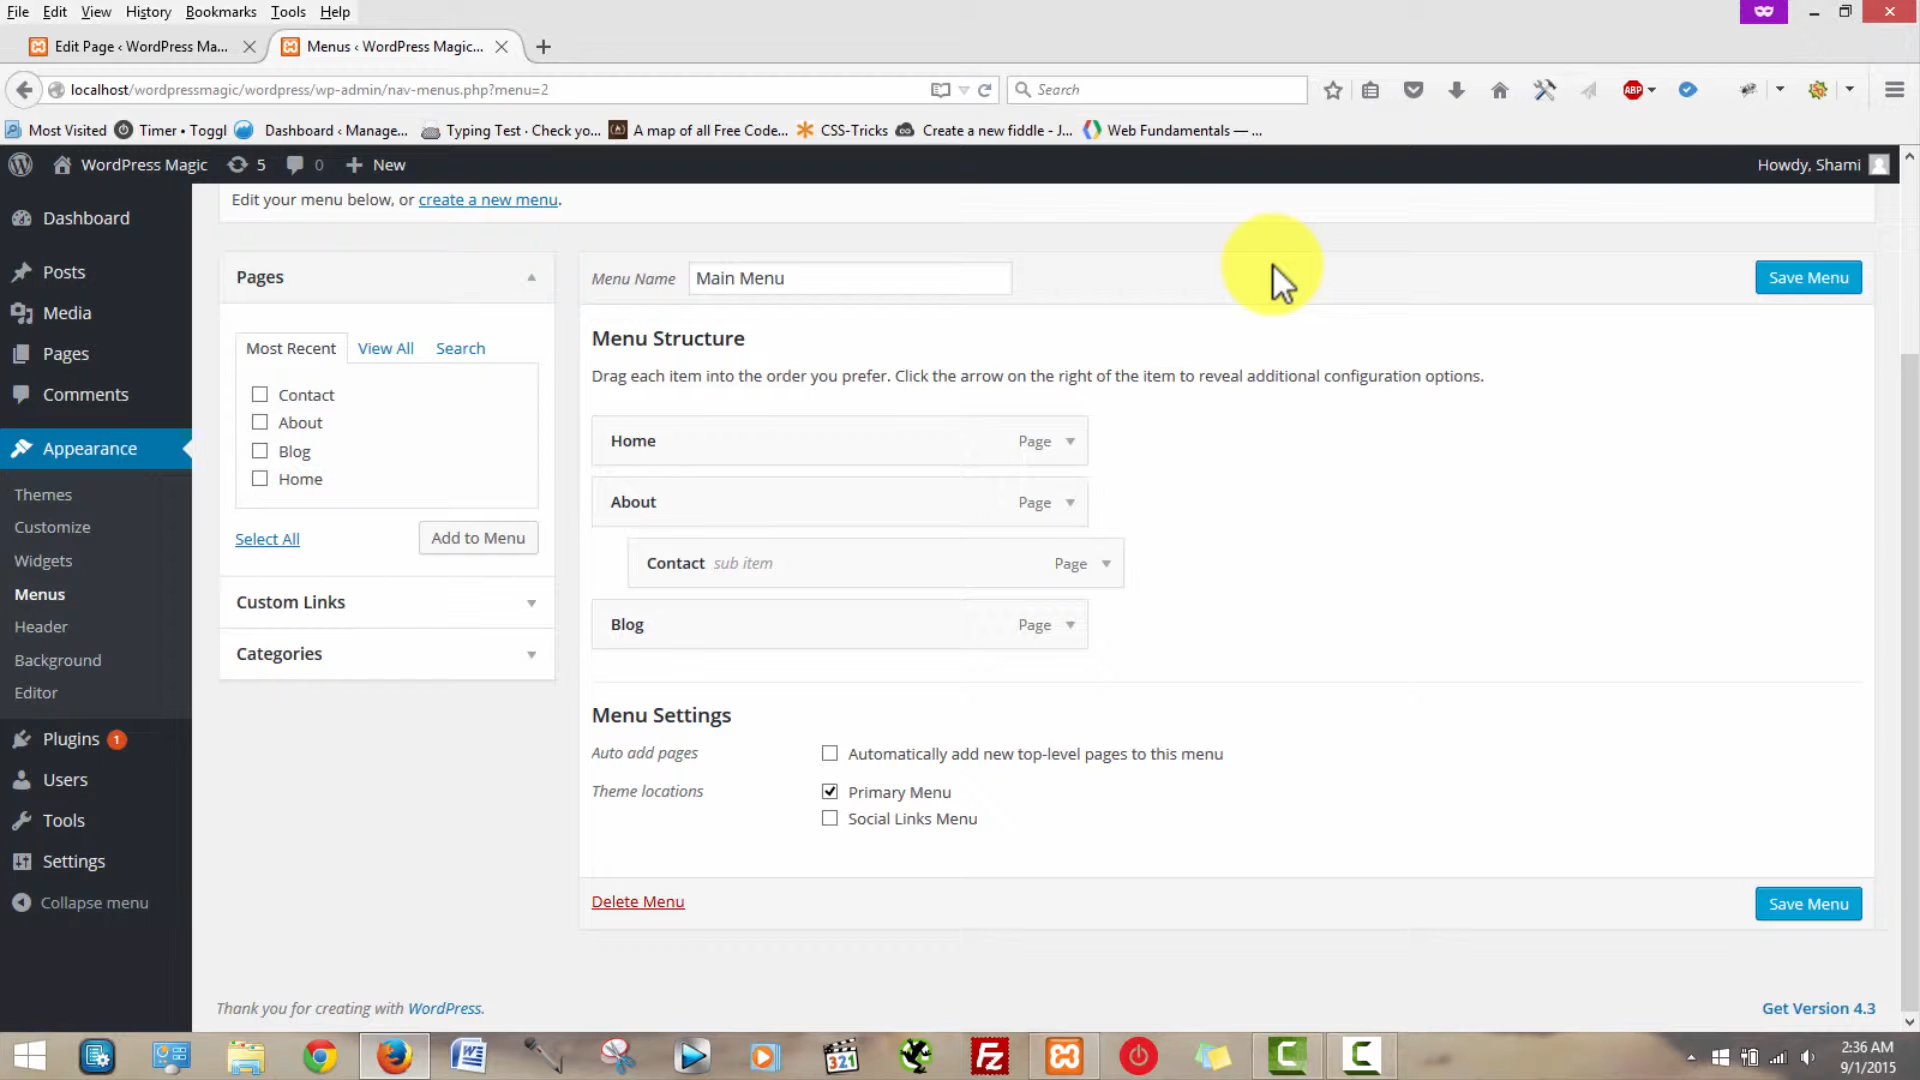 File Edit View History Bookmarks Tools Help
Edit Page ‹ WordPress Ma...
Menus ‹ WordPress Magic...
localhost/wordpressmagic/wordpress/wp-admin/nav-menus.php?menu=2
Search
ABP
Most Visited Timer • Toggl Dashboard ‹ Manage... Typing Test · Check yo... A map of all Free Code... CSS-Tricks Create a new fiddle - J... Web Fundamentals — ...
WordPress Magic 5 0 New Howdy, Shami
Dashboard
Posts
Media
Pages
Comments
Appearance
Themes
Customize
Widgets
Menus
Header
Background
Editor
Plugins 1
Users
Tools
Settings
Collapse menu
Edit your menu below, or create a new menu.
Pages
Most Recent View All Search
Contact
About
Blog
Home
Select All Add to Menu
Custom Links
Categories
Menu Name Main Menu Save Menu
Menu Structure
Drag each item into the order you prefer. Click the arrow on the right of the item to reveal additional configuration options.
Home Page
About Page
Contact sub item Page
Blog Page
Menu Settings
Auto add pages Automatically add new top-level pages to this menu
Theme locations Primary Menu
Social Links Menu
Delete Menu Save Menu
Thank you for creating with WordPress. Get Version 4.3
321
FZ
2:36 AM
9/1/2015